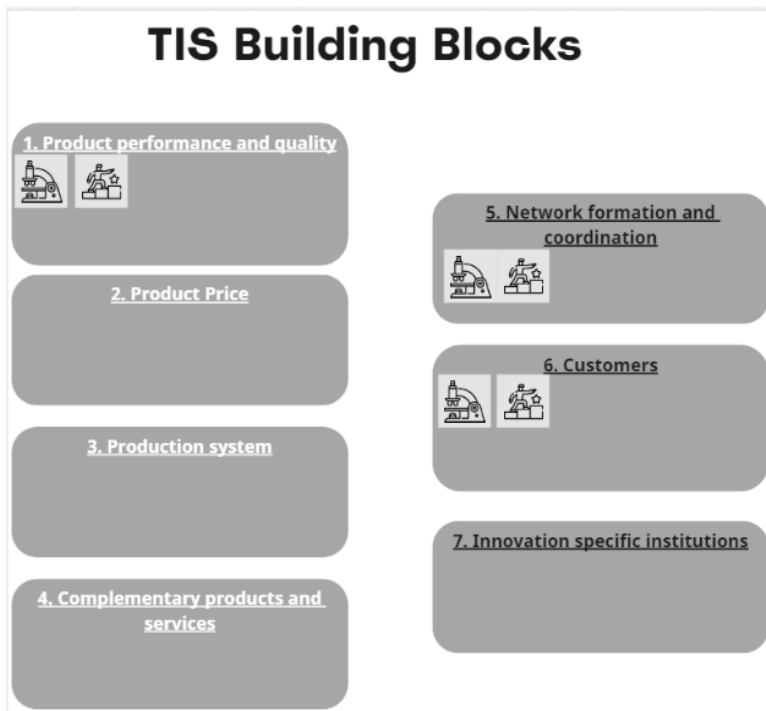 TIS Building Blocks
1. Product performance and quality
2. Product Price
3. Production system
4. Complementary products and
services
5. Network formation and
coordination
6. Customers
7. Innovation specific institutions